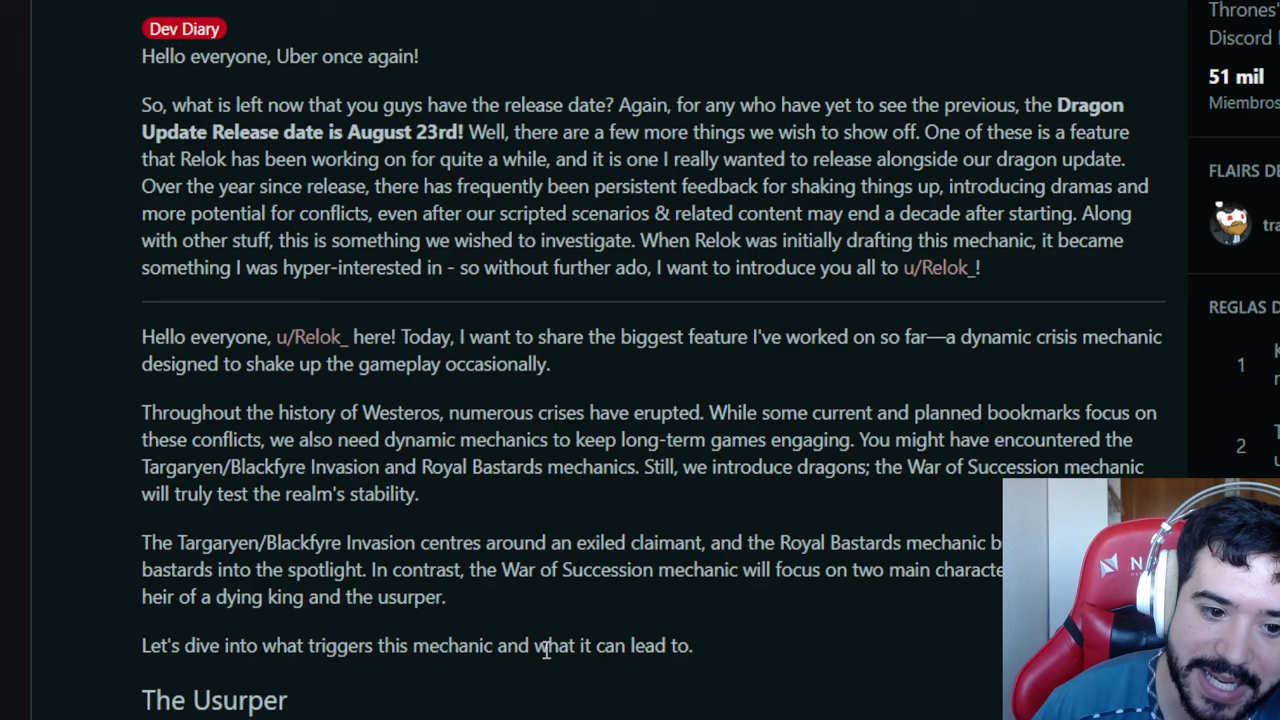 Thrones'
Dev Diary
Discord
Hello everyone, Uber once again!
51 mil
So, what is left now that you guys have the release date? Again, for any who have yet to see the previous, the Dragon
Miembros
Update Release date is August 23rd! Well, there are a few more things we wish to show off. One of these is a feature
that Relok has been working on for quite a while, and it is one I really wanted to release alongside our dragon update.
FLAIRS DE
Over the year since release, there has frequently been persistent feedback for shaking things up, introducing dramas and
more potential for conflicts, even after our scripted scenarios & related content may end a decade after starting. Along
with other stuff, this is something we wished to investigate. When Relok was initially drafting this mechanic, it became
something I was hyper-interested in - so without further ado, I want to introduce you all to u/Relok_!
REGLAS D
Hello everyone, u/Relok_ here! Today, I want to share the biggest feature I've worked on so far—a dynamic crisis mechanic
designed to shake up the gameplay occasionally.
1
Throughout the history of Westeros, numerous crises have erupted. While some current and planned bookmarks focus on
these conflicts, we also need dynamic mechanics to keep long-term games engaging. You might have encountered the
2
Targaryen/Blackfyre Invasion and Royal Bastards mechanics. Still, we introduce dragons; the War of Succession mechanic
will truly test the realm's stability.
The Targaryen/Blackfyre Invasion centres around an exiled claimant, and the Royal Bastards mechanic
bastards into the spotlight. In contrast, the War of Succession mechanic will focus on two main
heir of a dying king and the usurper.
Let's dive into what triggers this mechanic and what it can lead to.
The Usurper